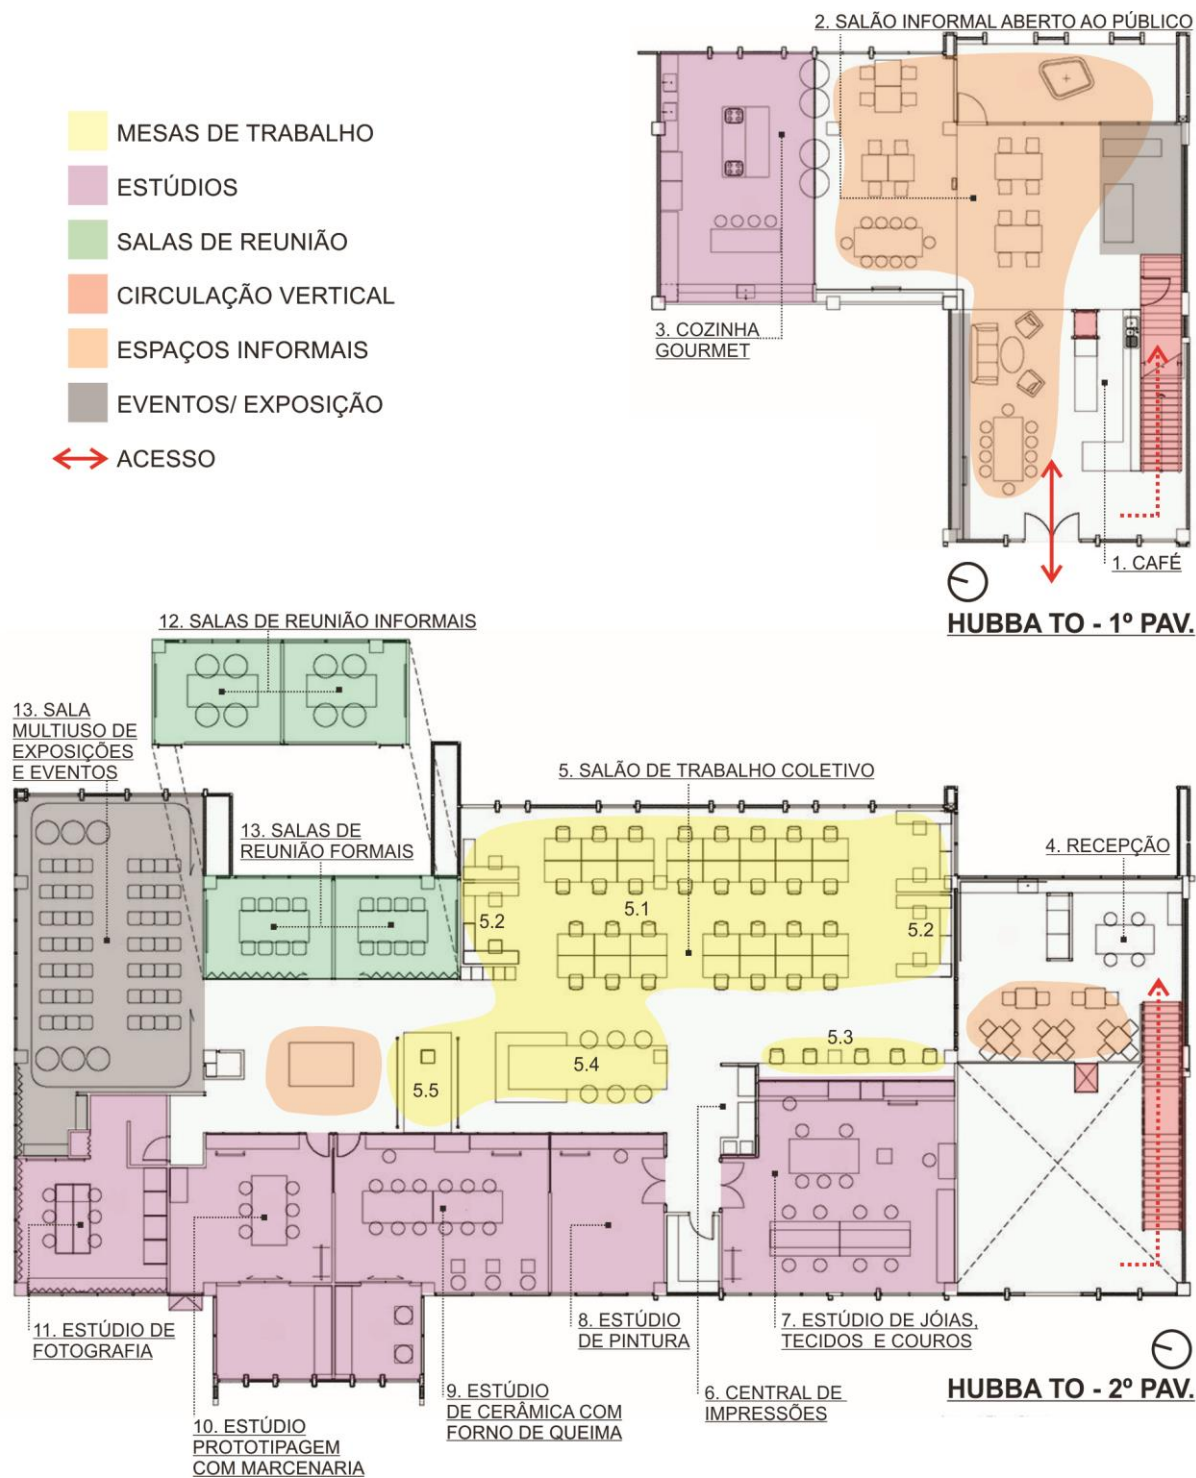 2. SALÃO INFORMAL ABERTO AO PÚBLICO
MESAS DE TRABALHO
ESTÚDIOS
SALAS DE REUNIÃO
CIRCULAÇÃO VERTICAL
ESPAÇOS INFORMAIS
EVENTOS/ EXPOSIÇÃO
ACESSO
3. COZINHA
GOURMET
1. CAFÉ
HUBBA TO - 1º PAV.
12. SALAS DE REUNIÃO INFORMAIS
13. SALA
MULTIUSO DE
EXPOSIÇÕES
E EVENTOS
5. SALÃO DE TRABALHO COLETIVO
13. SALAS DE
REUNIÃO FORMAIS
4. RECEPÇÃO
5.2
5.1
5.2
5.3
5.4
5.5
11. ESTÚDIO DE
FOTOGRAFIA
8. ESTÚDIO
DE PINTURA
7. ESTÚDIO DE JÓIAS,
TECIDOS E COUROS
10. ESTÚDIO
PROTOTIPAGEM
COM MARCENARIA
9. ESTÚDIO
DE CERÂMICA COM
FORNO DE QUEIMA
6. CENTRAL DE
IMPRESSÕES
HUBBA TO - 2º PAV.